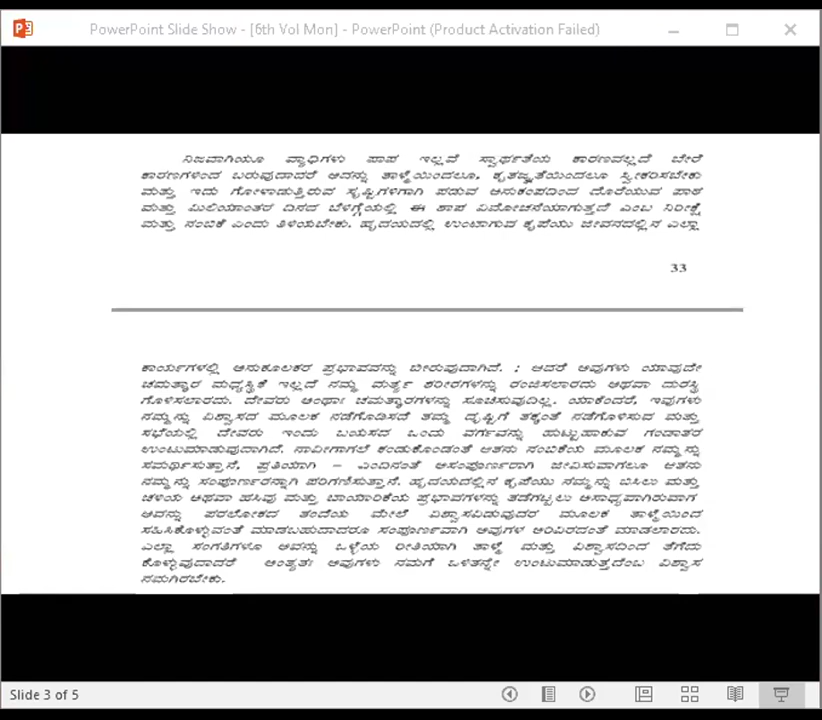 PowerPoint Slide Show - [6th Vol Mon] - PowerPoint (Product Activation Failed)
ನಿಜವಾಗಿಯೂ ವ್ಯಾಧಿಗಳು ಪಾಪ ಇಲ್ಲವೆ ಸ್ವಾರ್ಥತೆಯ ಕಾರಣವಲ್ಲದೆ ಬೇರೆ
ಕಾರಣಗಳಿಂದ ಬರುವುದಾದರೆ ಅದನ್ನು ತಾಳ್ಮೆಯಿಂದಲೂ, ಕೃತಜ್ಞತೆಯಿಂದಲೂ ಸ್ವೀಕರಿಸಬೇಕು
ಮತ್ತು ಇದು ಗೋಳಾಡುತ್ತಿರುವ ಸೃಷ್ಟಿಗಳಿಗಾಗಿ ಪಡುವ ಅನುಕಂಪದಿಂದ ದೊರೆಯುವ ಪಾಠ
ಮತ್ತು ಮಿಲಿಯಾಂತರ ದಿನದ ಬೆಳಗ್ಗೆಯಲ್ಲಿ ಈ ಶಾಪ ವಿಮೋಚನೆಯಾಗುತ್ತದೆ ಎಂಬ ನಿರೀಕ್ಷೆ
ಮತ್ತು ನಂಬಿಕೆ ಎಂದು ತಿಳಿಯಬೇಕು. ಹೃದಯದಲ್ಲಿ ಉಂಟಾಗುವ ಕೃಪೆಯು ಜೀವನದಲ್ಲಿನ ಎಲ್ಲಾ
33
ಕಾರ್ಯಗಳಲ್ಲಿ ಅನುಕೂಲಕರ ಪ್ರಭಾವವನ್ನು ಬೀರುವುದಾಗಿದೆ. ; ಆದರೆ ಅವುಗಳು ಯಾವುದೇ
ಚಮತ್ಕಾರ ಮಧ್ಯಸ್ಥಿಕೆ ಇಲ್ಲದೆ ನಮ್ಮ ಮರ್ತ್ಯ ಶರೀರಗಳನ್ನು ರಂಜಿಸಲಾರದು ಅಥವಾ ದುರಸ್ಥಿ
ಗೊಳಿಸಲಾರದು. ದೇವರು ಆಂಥಾ: ಚಮತ್ಕಾರಗಳನ್ನು ಸೂಚಿಸುವುದಿಲ್ಲ. ಯಾಕೆಂದರೆ, ಇವುಗಳು
ನಮ್ಮನ್ನು ವಿಶ್ವಾಸದ ಮೂಲಕ ನಡೆಗೊಡಿಸದೆ ತಮ್ಮ ದೃಷ್ಟಿಗೆ ತಕ್ಕಂತೆ ನಡೆಗೊಳಿಸುವ ಮತ್ತು
ಸಭೆಯಲ್ಲಿ ದೇವರು ಇಂದು ಬಯಸದ ಒಂದು ವರ್ಗವನ್ನು ಹುಟ್ಟುಹಾಕುವ ಗಂಡಾತರ
ಉಂಟುಮಾಡುವುದಾಗಿದೆ. ನಾವೀಗಾಗಲೆ ಕಂಡುಕೊಂಡಂತೆ ಆತನು ನಂಬಿಕೆಯ ಮೂಲಕ ನಮ್ಮನ್ನು
ಸಮರ್ಥಿಸುತ್ತಾನೆ, ಪ್ರತಿಯಾಗಿ – ಎಂದಿನಂತೆ ಅಸಂಪೂರ್ಣರಾಗಿ ಜೀವಿಸುವಾಗಲೂ ಆತನು
ನಮ್ಮನ್ನು ಸಂಪೂರ್ಣರನ್ನಾಗಿ ಪರಿಗಣಿಸುತ್ತಾನೆ. ಹೃದಯದಲ್ಲಿನ ಕೃಪೆಯು ನಮ್ಮನ್ನು ಬಿಸಿಲು ಮತ್ತು
ಚಳಿಯ ಅಥವಾ ಹಸಿವು ಮತ್ತು ಬಾಯಾರಿಕೆಯ ಪ್ರಭಾವಗಳನ್ನು ತಡೆಗಟ್ಟಲು ಅಸಾಧ್ಯವಾಗಿರುವಾಗ
ಅವನ್ನು ಪರಲೋಕದ ತಂದೆಯ ಮೇಲೆ ವಿಶ್ವಾಸವಿಡುವುದರ ಮೂಲಕ ತಾಳ್ಮೆಯಿಂದ
ಸಹಿಸಿಕೊಳ್ಳುವಂತೆ ಮಾಡಬಹುದಾದರೂ ಸಂಪೂರ್ಣವಾಗಿ ಅವುಗಳ ಅರಿವಿರದಂತೆ ಮಾಡಲಾರದು.
ಎಲ್ಲಾ ಸಂಗತಿಗಳೂ ಅವನ್ನು ಒಳ್ಳೆಯ ರೀತಿಯಾಗಿ ತಾಳ್ಮೆ ಮತ್ತು ವಿಶ್ವಾಸದಿಂದ ತೆಗೆದು
ಕೊಳ್ಳುವುದಾದರೆ ಅಂತ್ಯತಃ ಅವುಗಳು ನಮಗೆ ಒಳಿತನ್ನೇ ಉಂಟುಮಾಡುತ್ತದೆಂಬ ವಿಶ್ವಾಸ
ನಮಗಿರಬೇಕು.
Slide 3 of 5